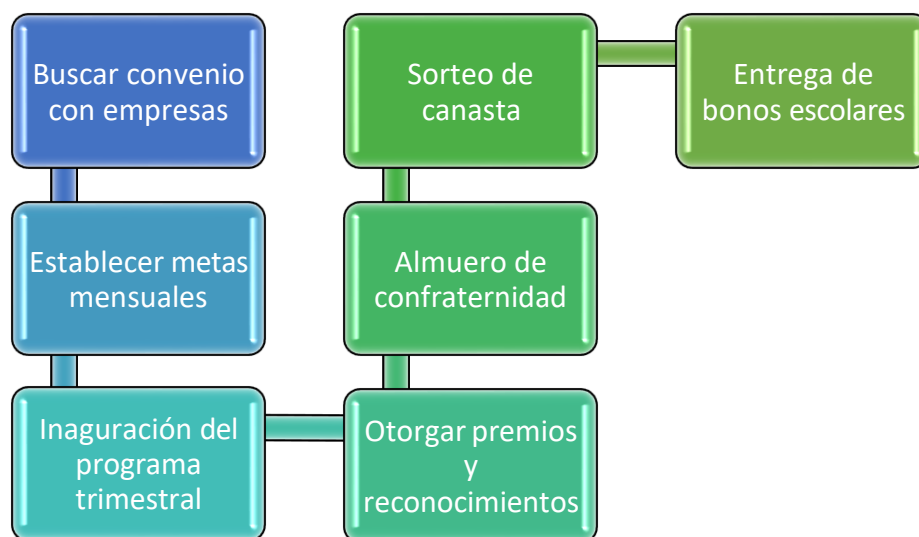 Buscar convenio
con empresas
Establecer metas
mensuales
Inaguración del
programa
trimestral
Otorgar premios
y
reconocimientos
Almuero de
confraternidad
Sorteo de
canasta
Entrega de
bonos escolares